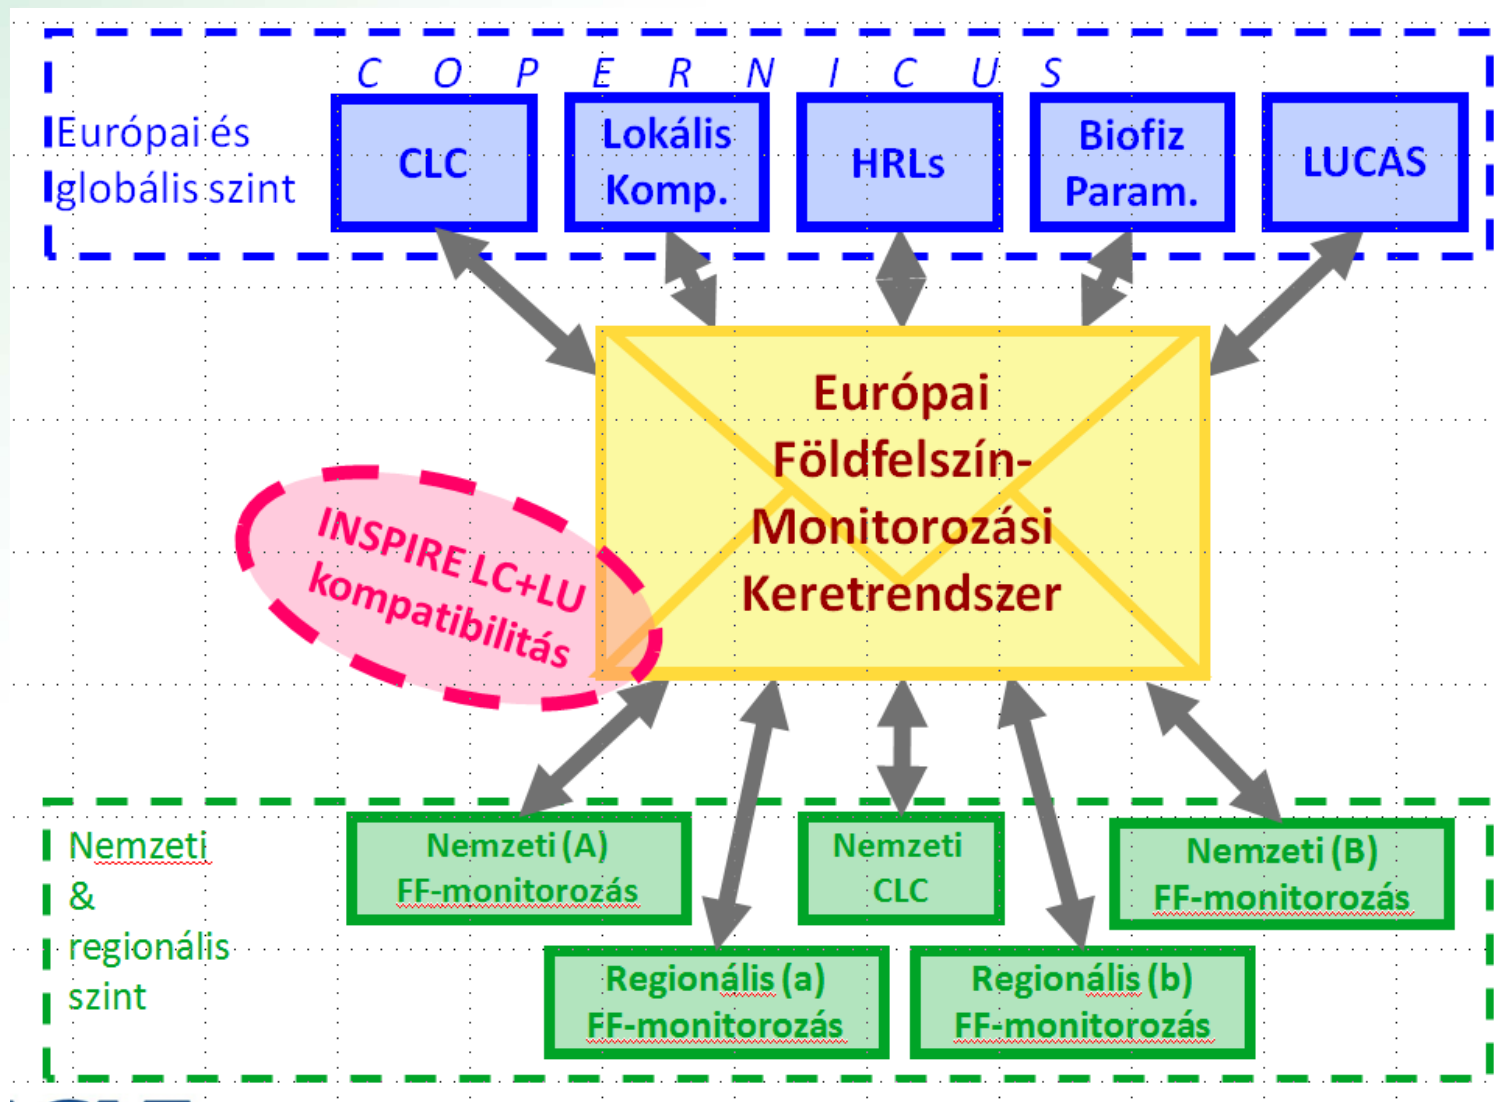 C O P E R N I C U S
Európai és
globális szint
CLC
Lokális
Komp.
HRLs
Biofiz
Param.
LUCAS
Európai
Földfelszín-
Monitorozási
Keretrendszer
INSPIRE LC+LU
kompatibilitás
Nemzeti
&
regionális
szint
Nemzeti (A)
FF-monitorozás
Nemzeti
CLC
Nemzeti (B)
FF-monitorozás
Regionális (a)
FF-monitorozás
Regionális (b)
FF-monitorozás